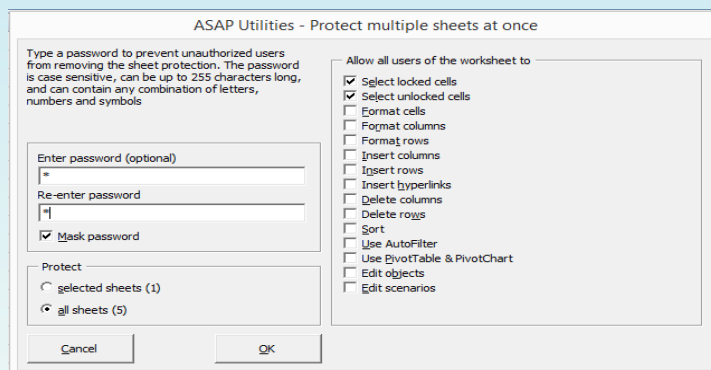 ASAP Utilities - Protect multiple sheets at once
Type a password to prevent unauthorized users
from removing the sheet protection. The password
is case sensitive, can be up to 255 characters long,
and can contain any combination of letters,
numbers and symbols
Enter password (optional)
*
Re-enter password
*
Mask password
Protect
selected sheets (1)
all sheets (5)
Cancel
OK
Allow all users of the worksheet to
Select locked cells
Select unlocked cells
Format cells
Format columns
Format rows
Insert columns
Insert rows
Insert hyperlinks
Delete columns
Delete rows
Sort
Use AutoFilter
Use PivotTable & PivotChart
Edit objects
Edit scenarios